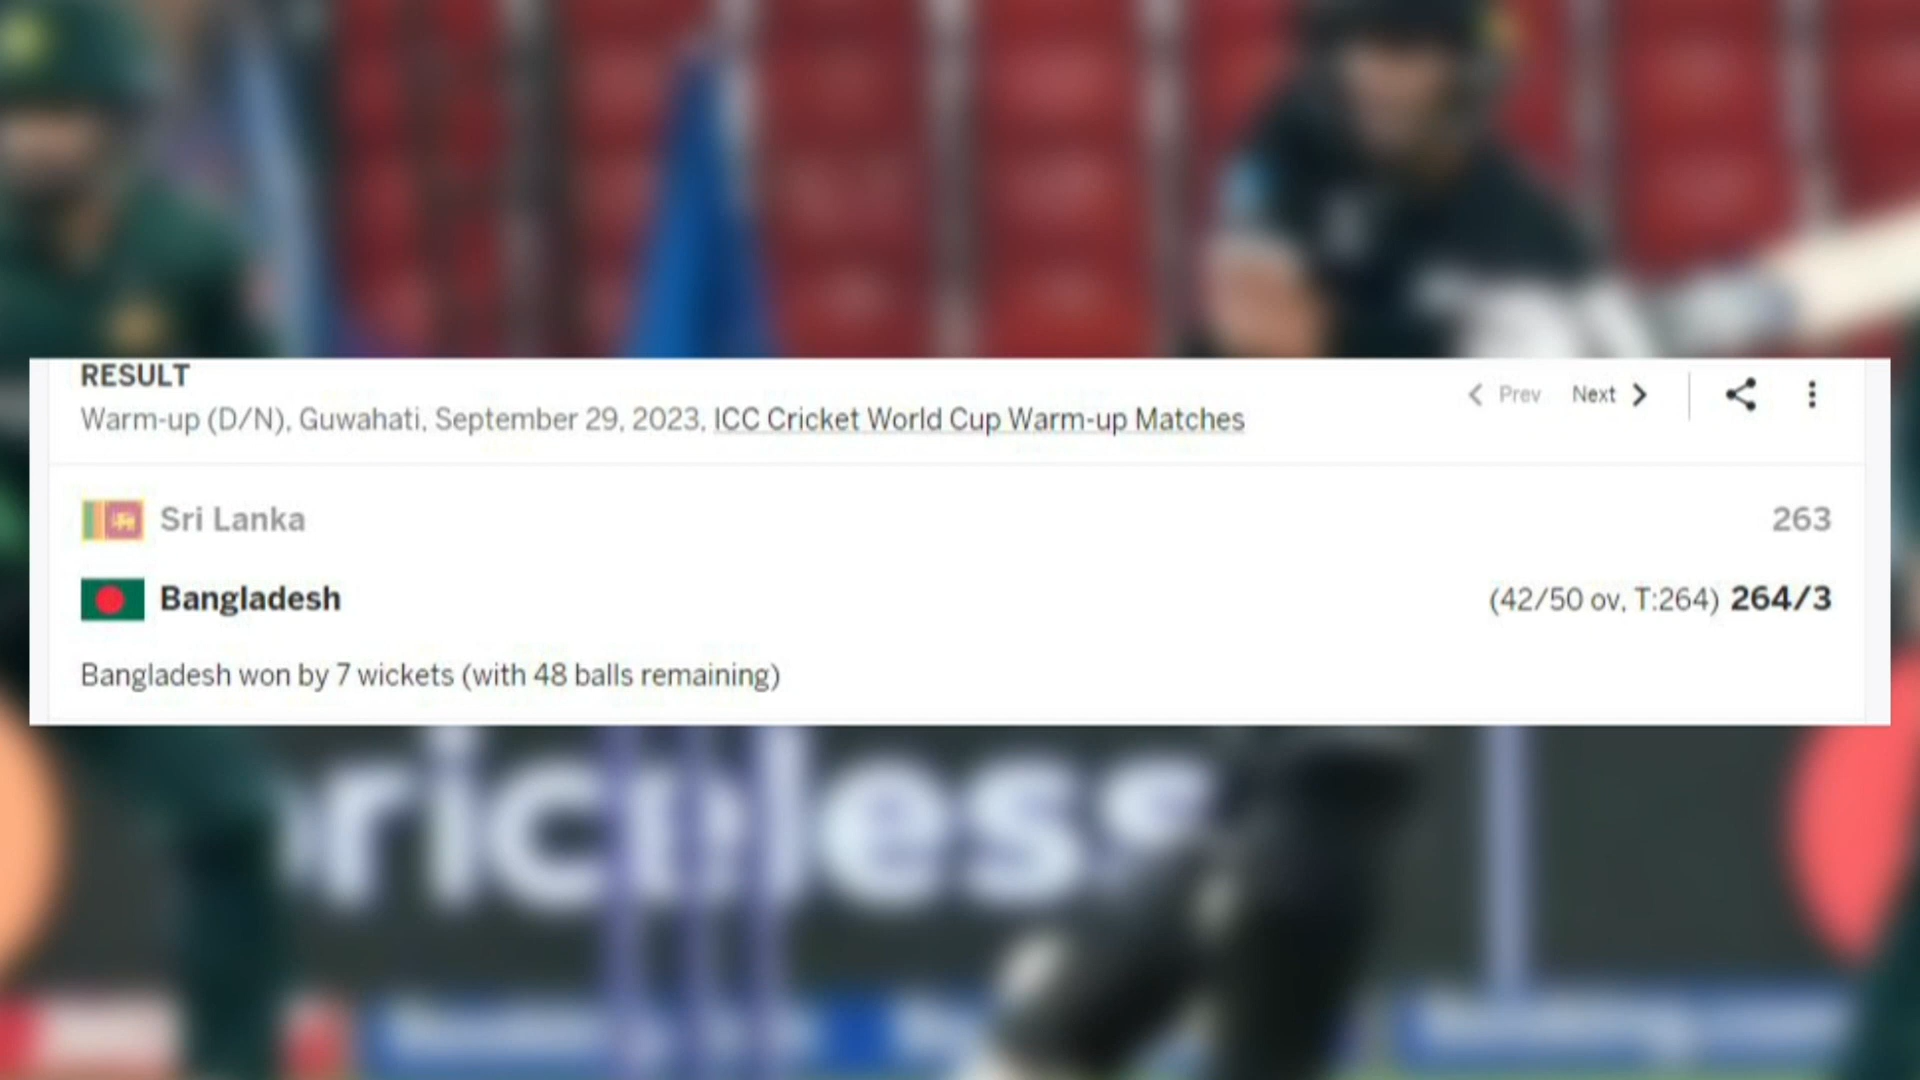 RESULT
Warm-up (D/N), Guwahati, September 29, 2023, ICC Cricket World Cup Warm-up Matches
Prev Next
Sri Lanka 263
Bangladesh (42/50 ov, T:264) 264/3
Bangladesh won by 7 wickets (with 48 balls remaining)
riceless